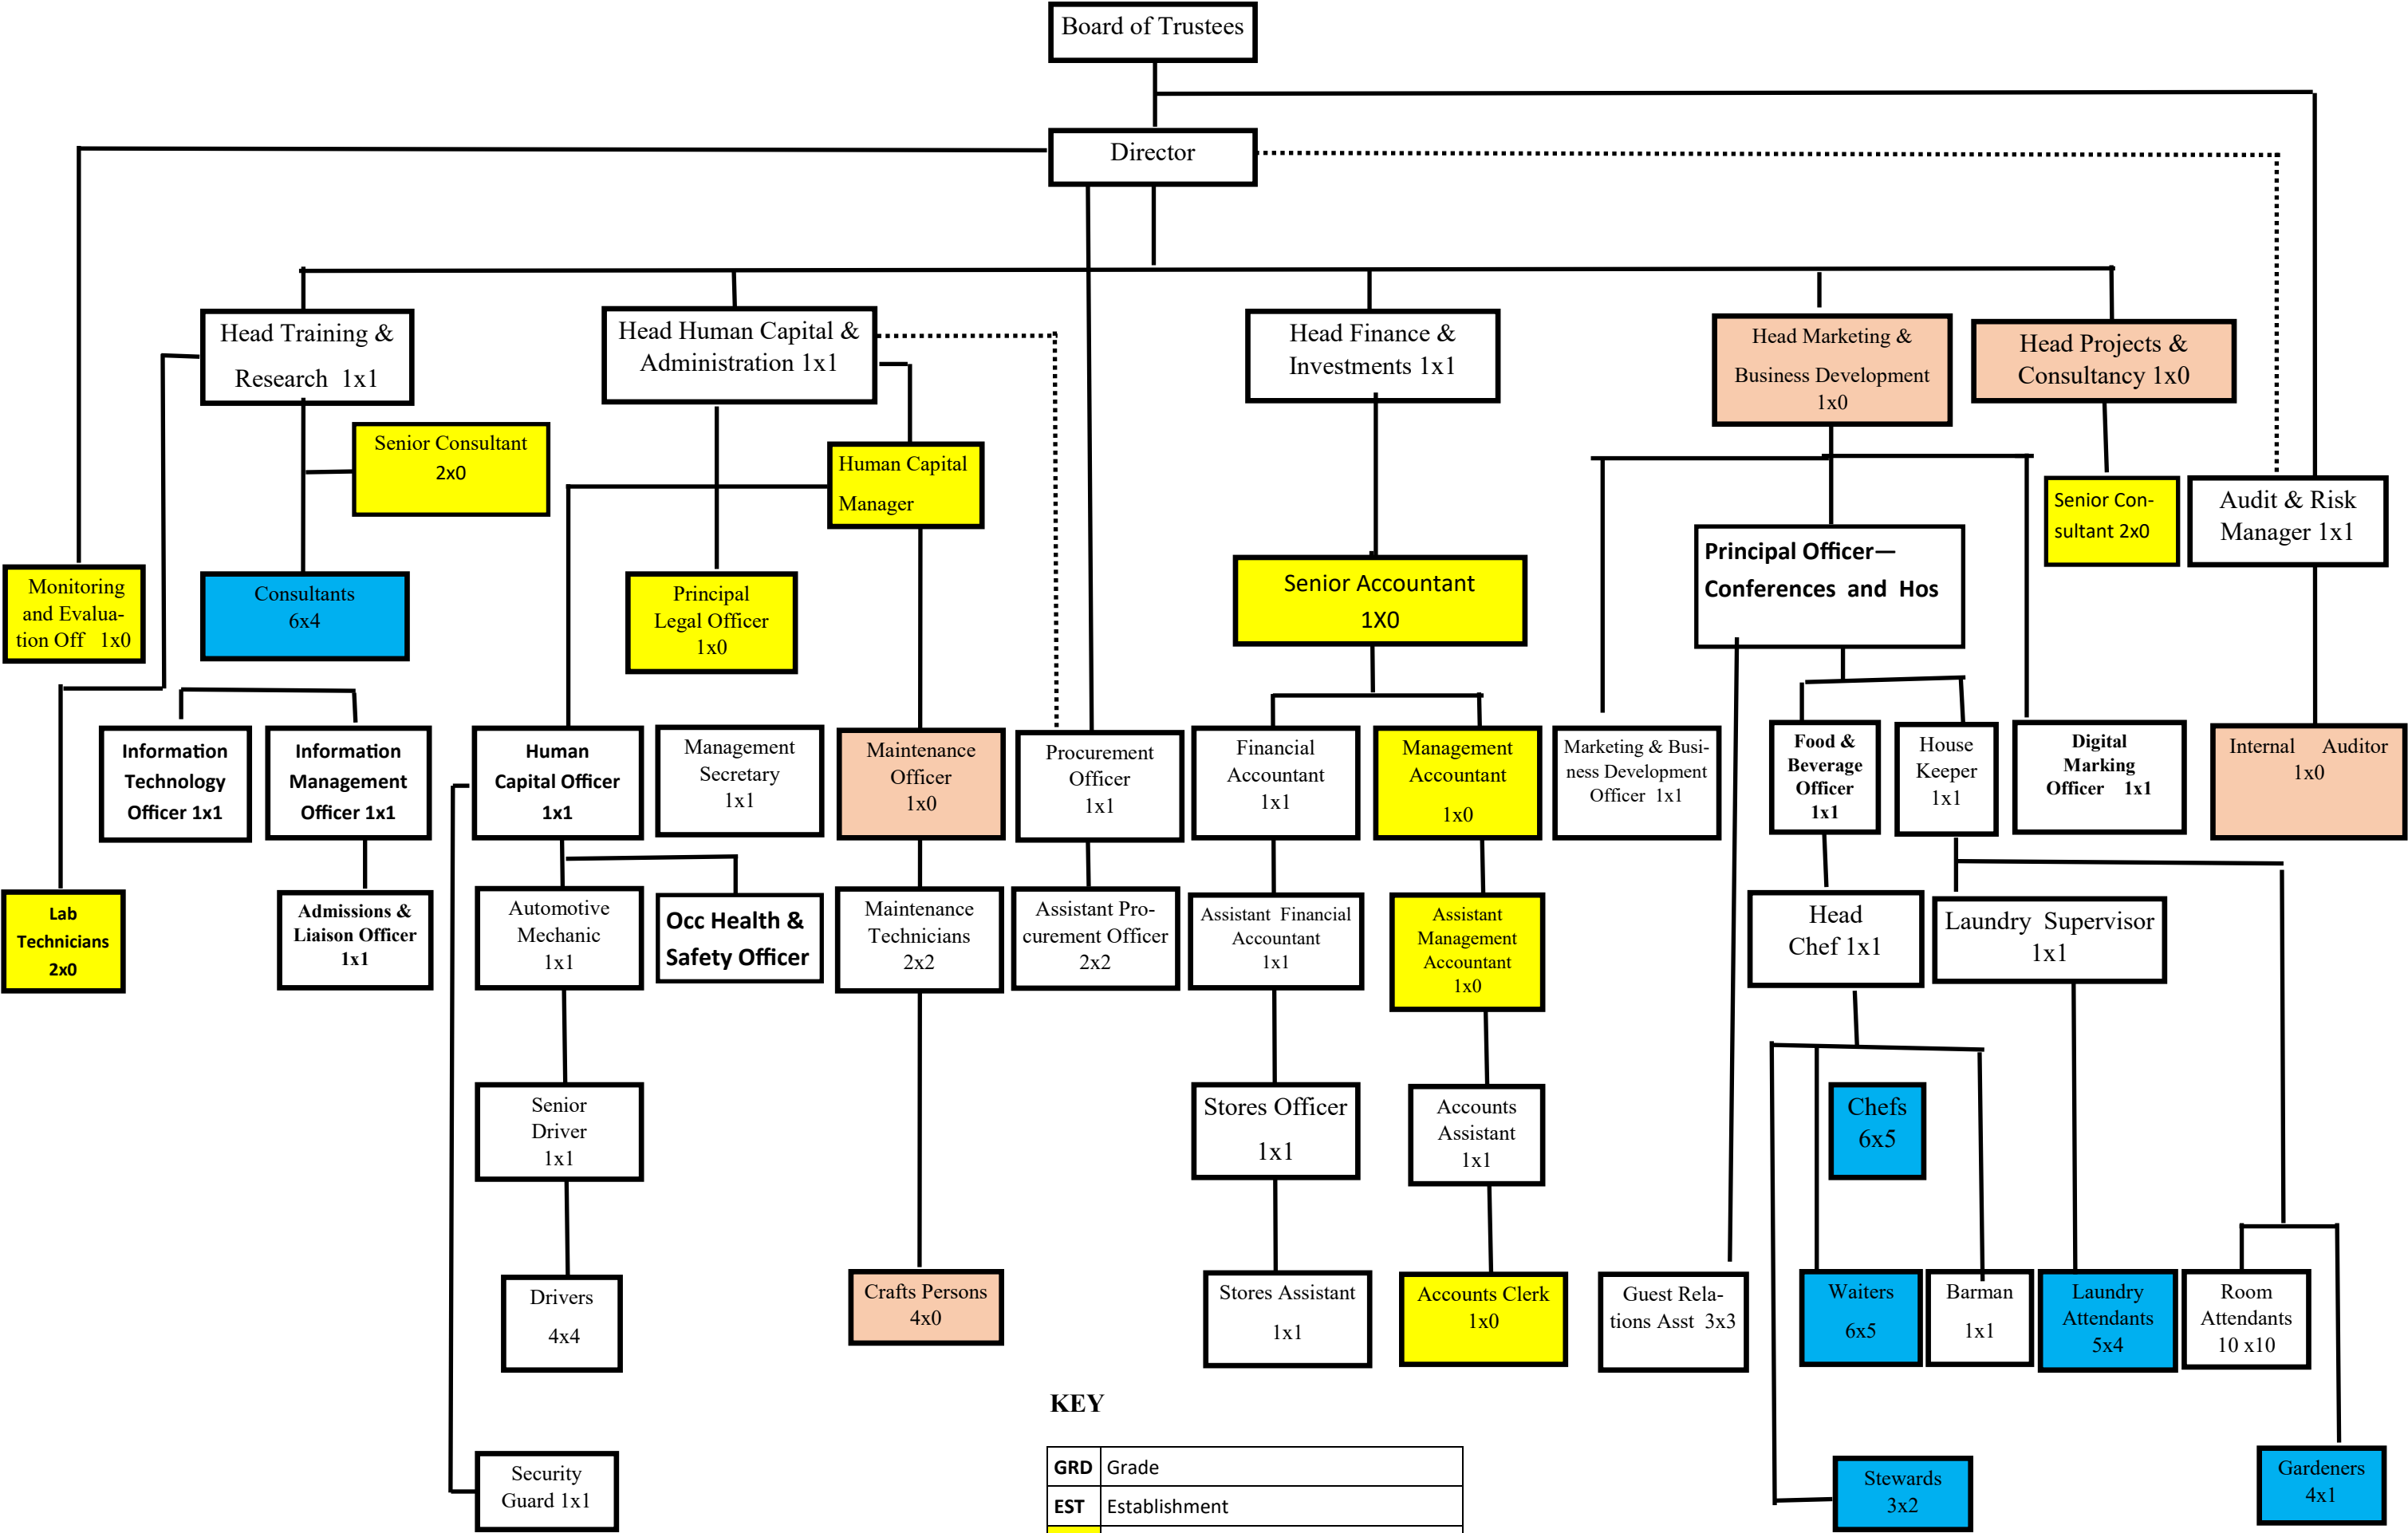 Board of Trustees
Director
Head Training &
Research 1x1
Head Human Capital &
Administration 1x1
Head Finance &
Investments 1x1
Head Marketing &
Business Development
1x0
Head Projects &
Consultancy 1x0
Senior Consultant
2x0
Human Capital
Manager
Senior Con-
sultant 2x0
Audit & Risk
Manager 1x1
Principal Officer—
Conferences and Hos
Monitoring
and Evalua-
tion Off 1x0
Consultants
6x4
Principal
Legal Officer
1x0
Senior Accountant
1X0
Information
Technology
Officer 1x1
Information
Management
Officer 1x1
Human
Capital Officer
1x1
Management
Secretary
1x1
Maintenance
Officer
1x0
Procurement
Officer
1x1
Financial
Accountant
1x1
Management
Accountant
1x0
Marketing & Busi-
ness Development
Officer 1x1
Food &
Beverage
Officer
1x1
House
Keeper
1x1
Digital
Marking
Officer 1x1
Internal Auditor
1x0
Lab
Technicians
2x0
Admissions &
Liaison Officer
1x1
Automotive
Mechanic
1x1
Occ Health &
Safety Officer
Maintenance
Technicians
2x2
Assistant Pro-
curement Officer
2x2
Assistant Financial
Accountant
1x1
Assistant
Management
Accountant
1x0
Head
Chef 1x1
Laundry Supervisor
1x1
Senior
Driver
1x1
Stores Officer
1x1
Accounts
Assistant
1x1
Chefs
6x5
Drivers
4x4
Crafts Persons
4x0
Stores Assistant
1x1
Accounts Clerk
1x0
Guest Rela-
tions Asst 3x3
Waiters
6x5
Barman
1x1
Laundry
Attendants
5x4
Room
Attendants
10 x10
Security
Guard 1x1
Stewards
3x2
Gardeners
4x1
KEY
GRD Grade
EST Establishment